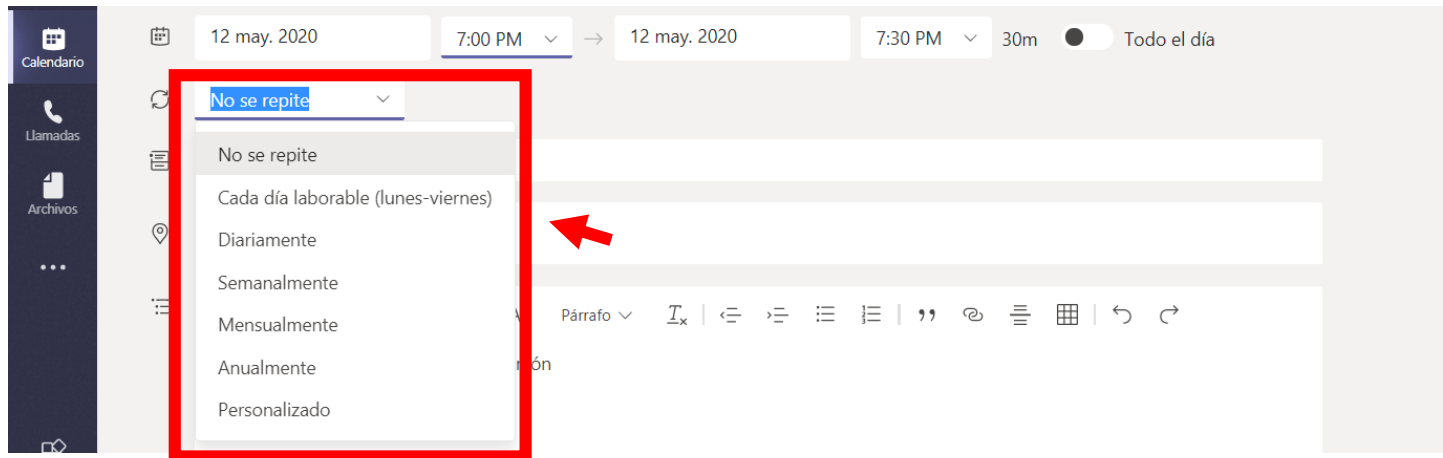 Calendario
Llamadas
Archivos
12 may. 2020 7:00 PM → 12 may. 2020 7:30 PM 30m Todo el día
No se repite
No se repite
Cada día laborable (lunes-viernes)
Diariamente
Semanalmente
Mensualmente
Anualmente
Personalizado
Párrafo